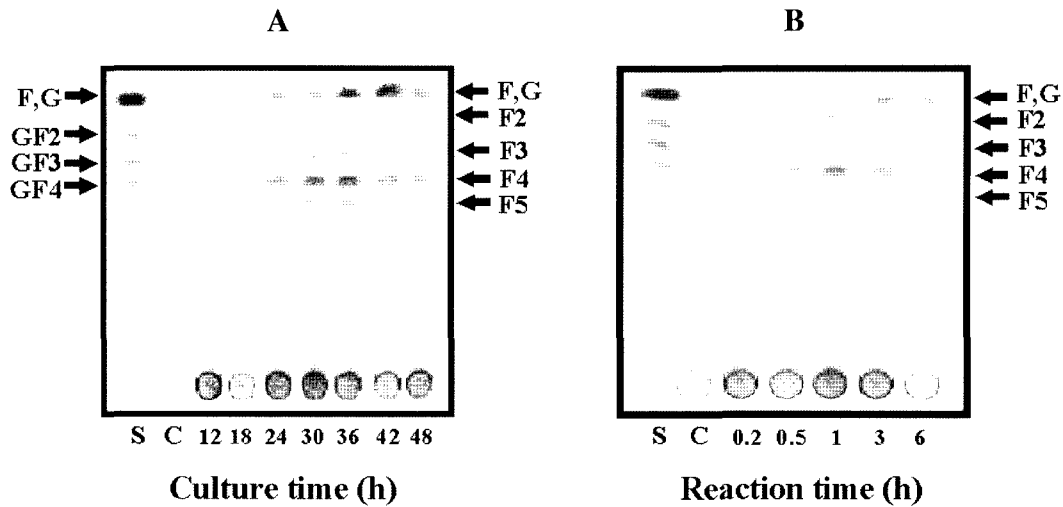 A
F,G
GF2
GF3
GF4
F,G
F2
F3
F4
F5
S C 12 18 24 30 36 42 48
Culture time (h)
B
F,G
F2
F3
F4
F5
S C 0.2 0.5 1 3 6
Reaction time (h)